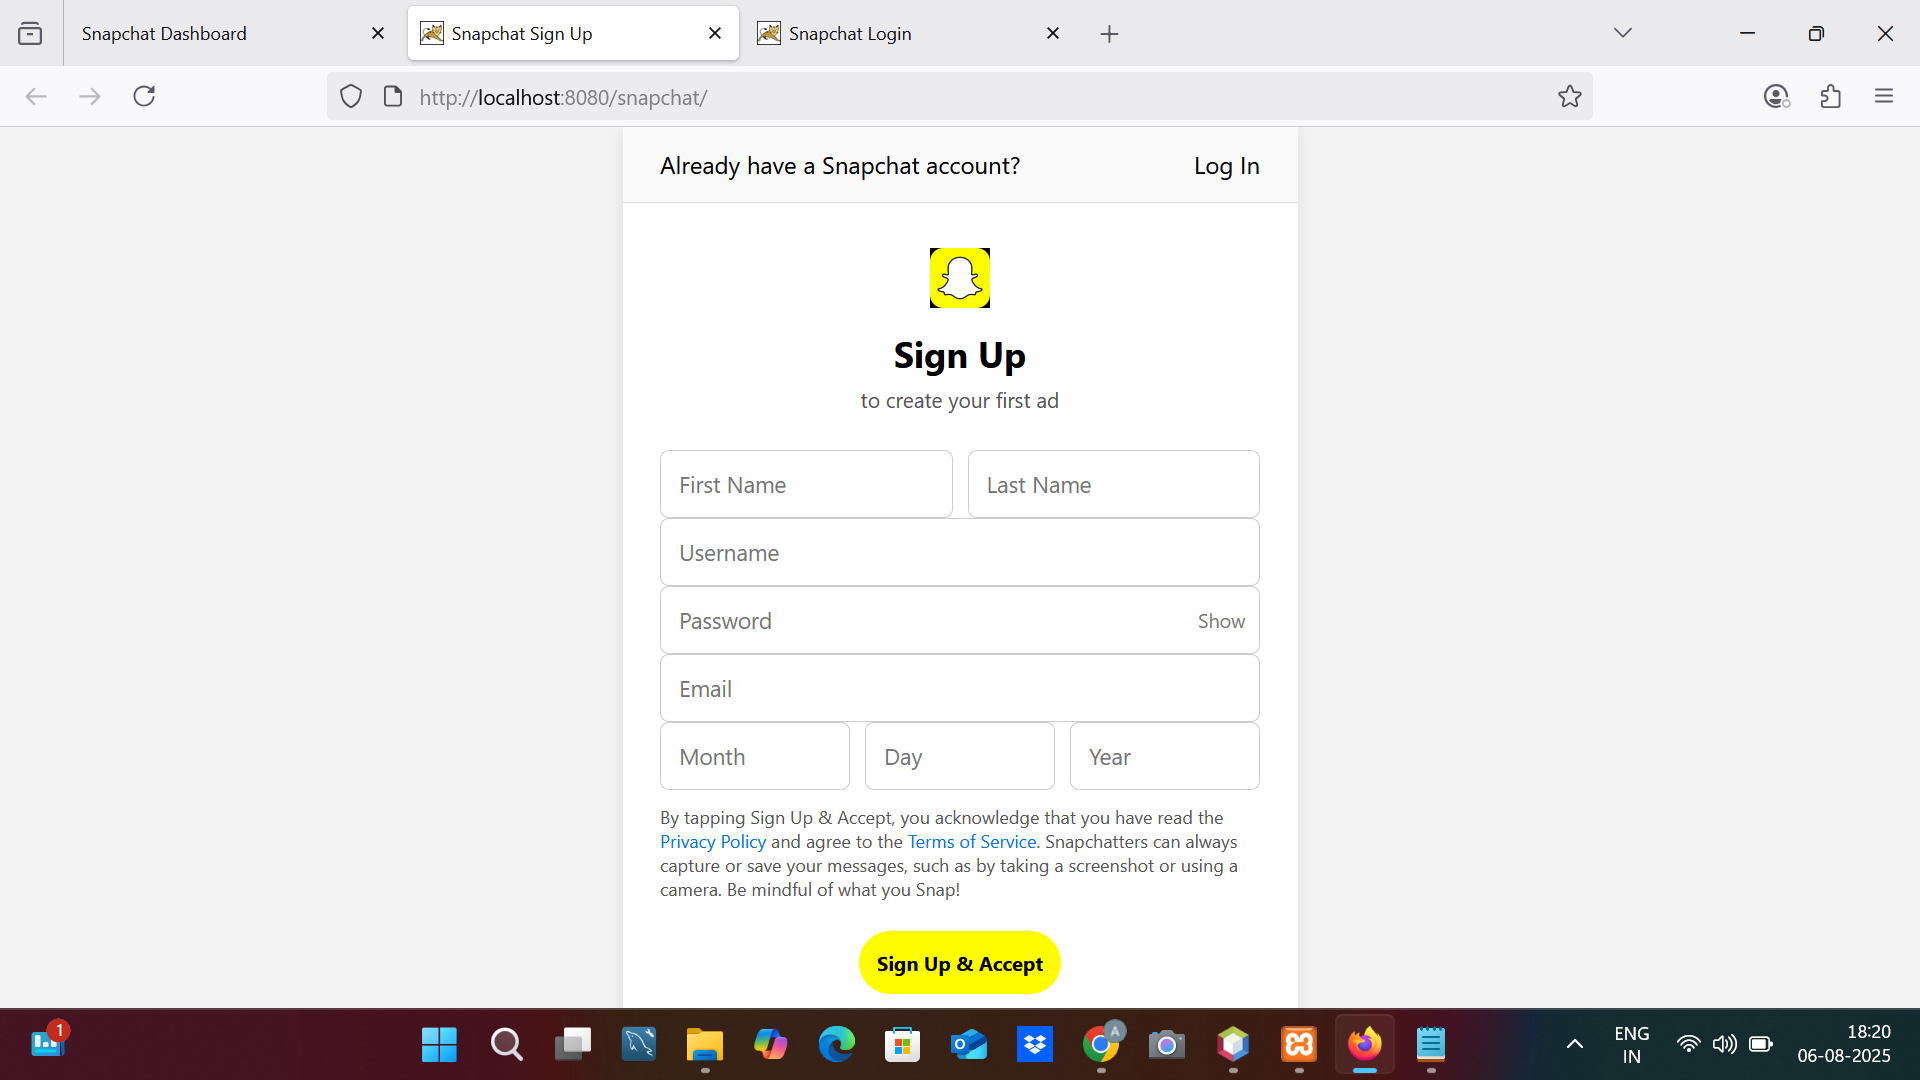 Snapchat Dashboard
Snapchat Sign Up
Snapchat Login
http://localhost:8080/snapchat/
Already have a Snapchat account? Log In
Sign Up
to create your first ad
First Name Last Name
Username
Password Show
Email
Month Day Year
By tapping Sign Up & Accept, you acknowledge that you have read the
Privacy Policy and agree to the Terms of Service. Snapchatters can always
capture or save your messages, such as by taking a screenshot or using a
camera. Be mindful of what you Snap!
Sign Up & Accept
1
A
ENG
IN
18:20
06-08-2025